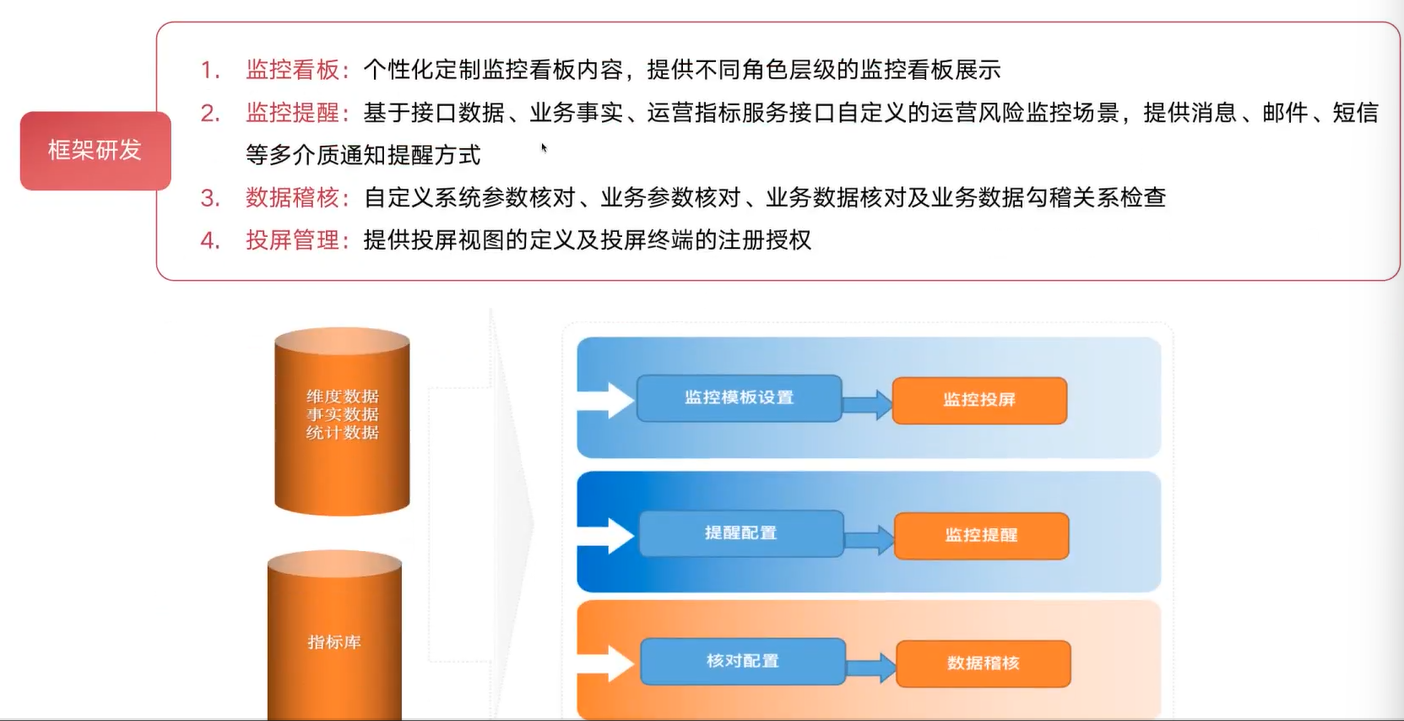 1. 监控看板：个性化定制监控看板内容，提供不同角色层级的监控看板展示
2. 监控提醒：基于接口数据、业务事实、运营指标服务接口自定义的运营风险监控场景，提供消息、邮件、短信
等多介质通知提醒方式
框架研发
3. 数据稽核：自定义系统参数核对、业务参数核对、业务数据核对及业务数据勾稽关系检查
4. 投屏管理：提供投屏视图的定义及投屏终端的注册授权
维度数据
事实数据
统计数据
指标库
监控模板设置
监控投屏
提醒配置
监控提醒
核对配置
数据稽核